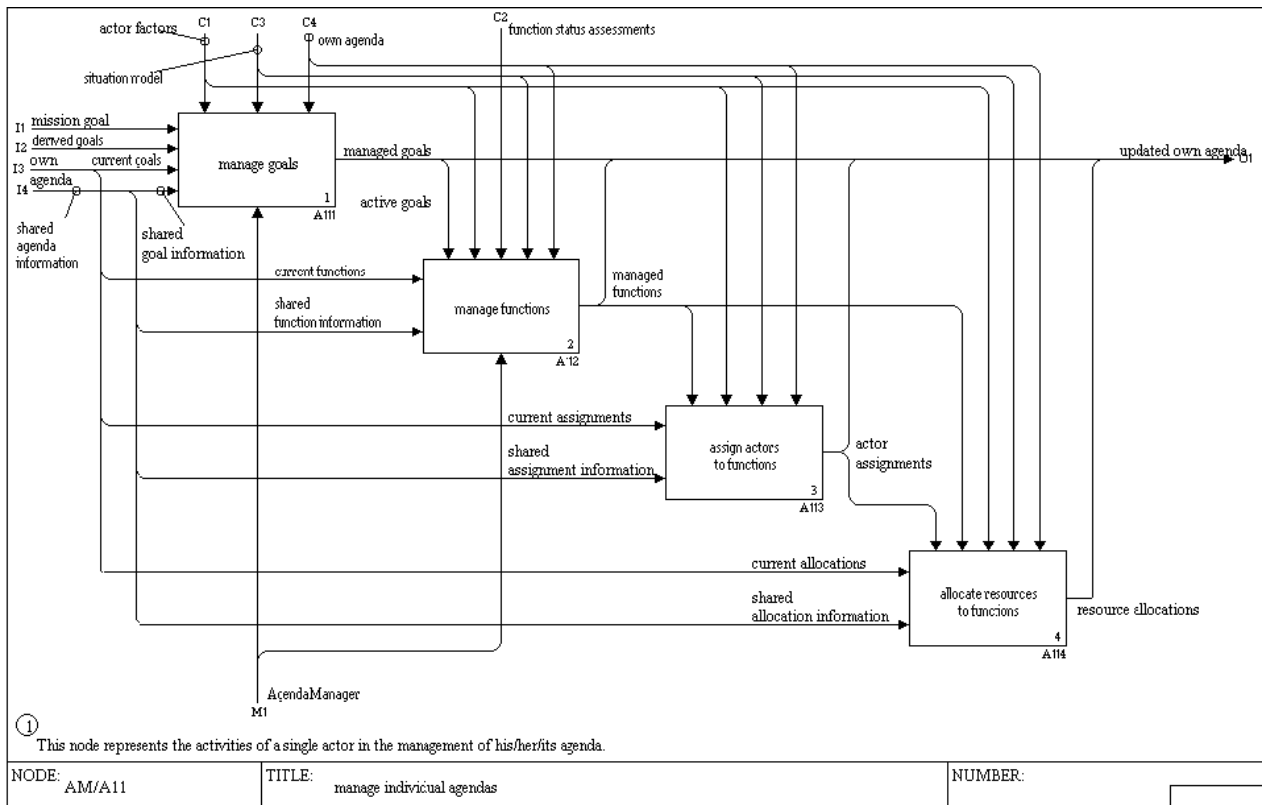 C1 C3 C4 C2
actor factors
own agenda
function status assessments
situation model
I1 mission goal
I2 derived goals
I3 own current goals
I4 agenda
manage goals
1
A111
managed goals
updated own agenda
O1
active goals
shared
agenda
information
shared
goal information
current functions
shared
function information
manage functions
2
A112
managed
functions
current assignments
shared
assignment information
assign actors
to functions
3
A113
actor
assignments
current allocations
shared
allocation information
allocate resources
to functions
4
A114
resource allocations
AgendaManager
M1
1
This node represents the activities of a single actor in the management of his/her/its agenda.
NODE: AM/A11
TITLE: manage individual agendas
NUMBER: